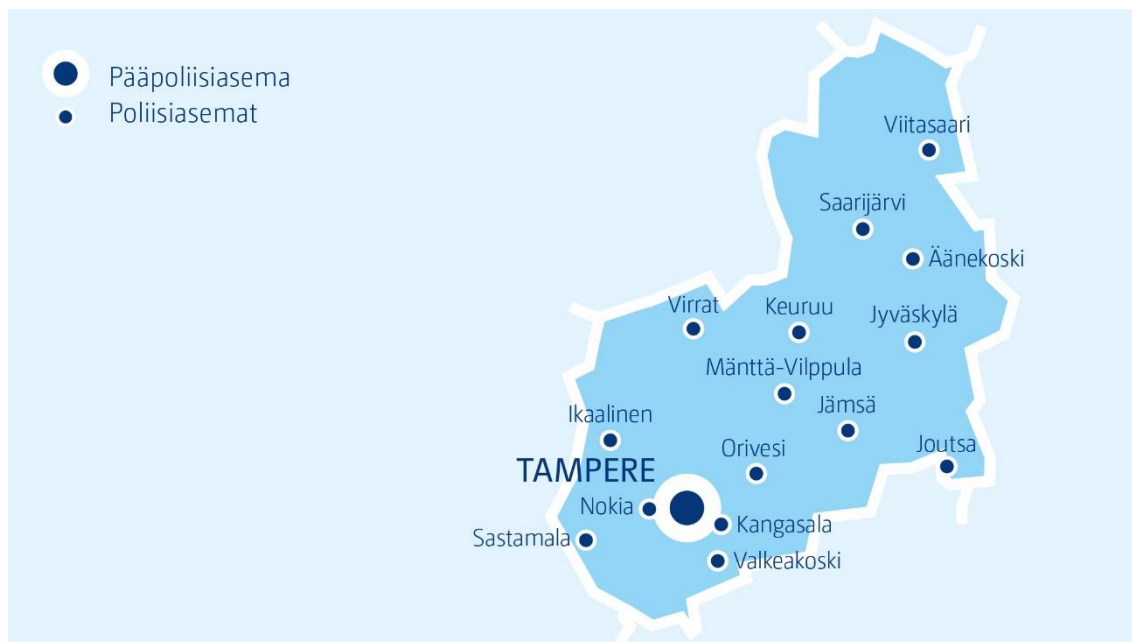 Pääpoliisiasema
Poliisiasemat
Viitasaari
Saarijärvi
Äänekoski
Virrat
Keuruu
Jyväskylä
Mänttä-Vilppula
Jämsä
Ikaalinen
Orivesi
Joutsa
TAMPERE
Nokia
Kangasala
Sastamala
Valkeakoski